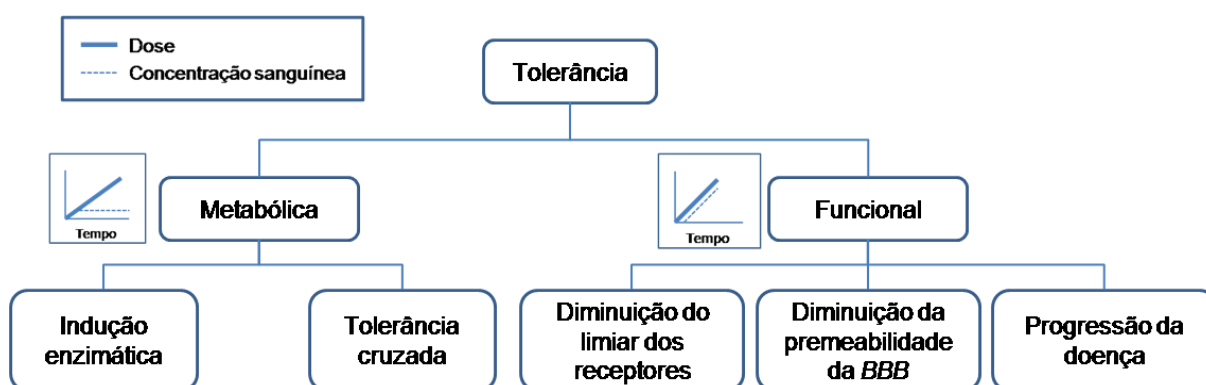 Dose
Concentração sanguínea
Tolerância
Metabólica
Tempo
Funcional
Tempo
Indução
enzimática
Tolerância
cruzada
Diminuição do
limiar dos
receptores
Diminuição da
premeabilidade
da BBB
Progressão da
doença